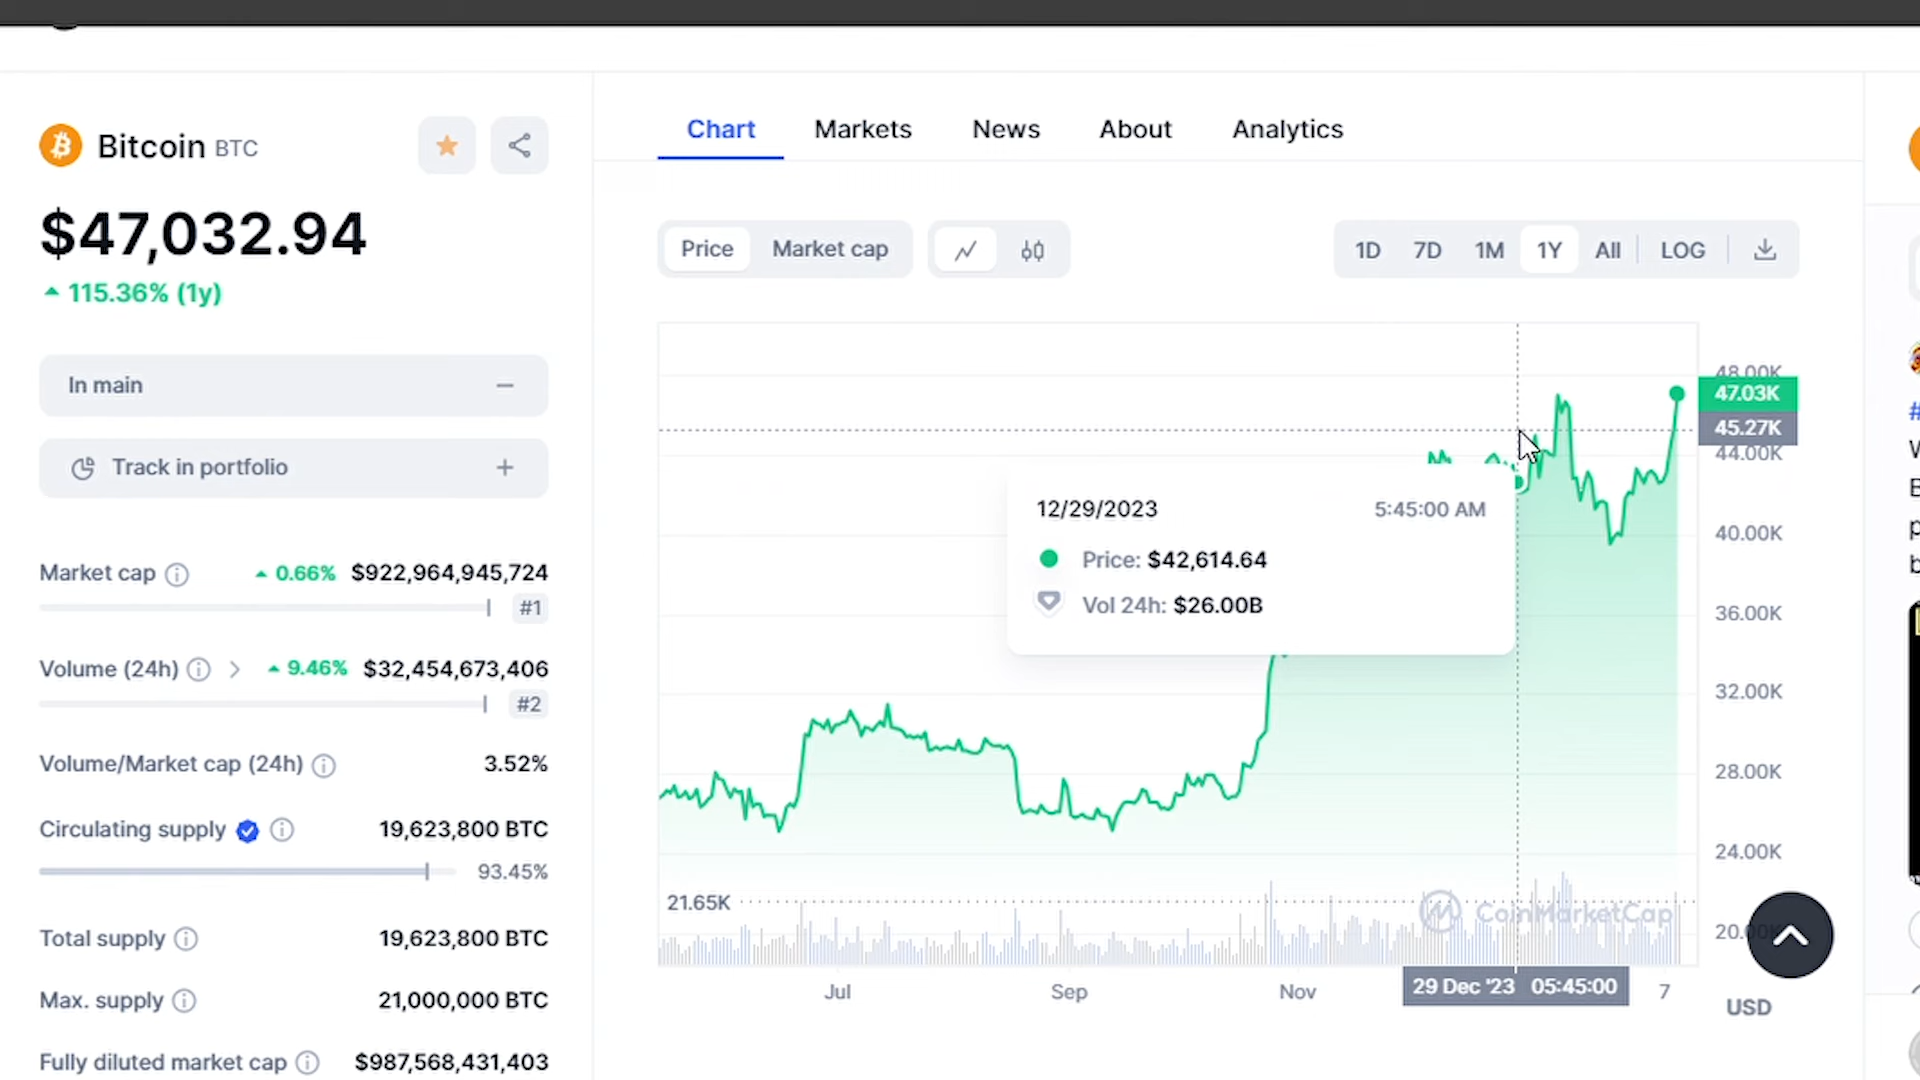 Bitcoin BTC
$47,032.94
115.36% (1y)
In main
Track in portfolio
Market cap 0.66% $922,964,945,724
#1
Volume (24h) 9.46% $32,454,673,406
#2
Volume/Market cap (24h) 3.52%
Circulating supply 19,623,800 BTC
93.45%
Total supply 19,623,800 BTC
Max. supply 21,000,000 BTC
Fully diluted market cap $987,568,431,403
Chart Markets News About Analytics
Price Market cap
1D 7D 1M 1Y All LOG
48.00K
47.03K
45.27K
44.00K
12/29/2023 5:45:00 AM
Price: $42,614.64
Vol 24h: $26.00B
40.00K
36.00K
32.00K
28.00K
24.00K
21.65K
CoinMarketCap
Jul Sep Nov 29 Dec '23 05:45:00 7
USD